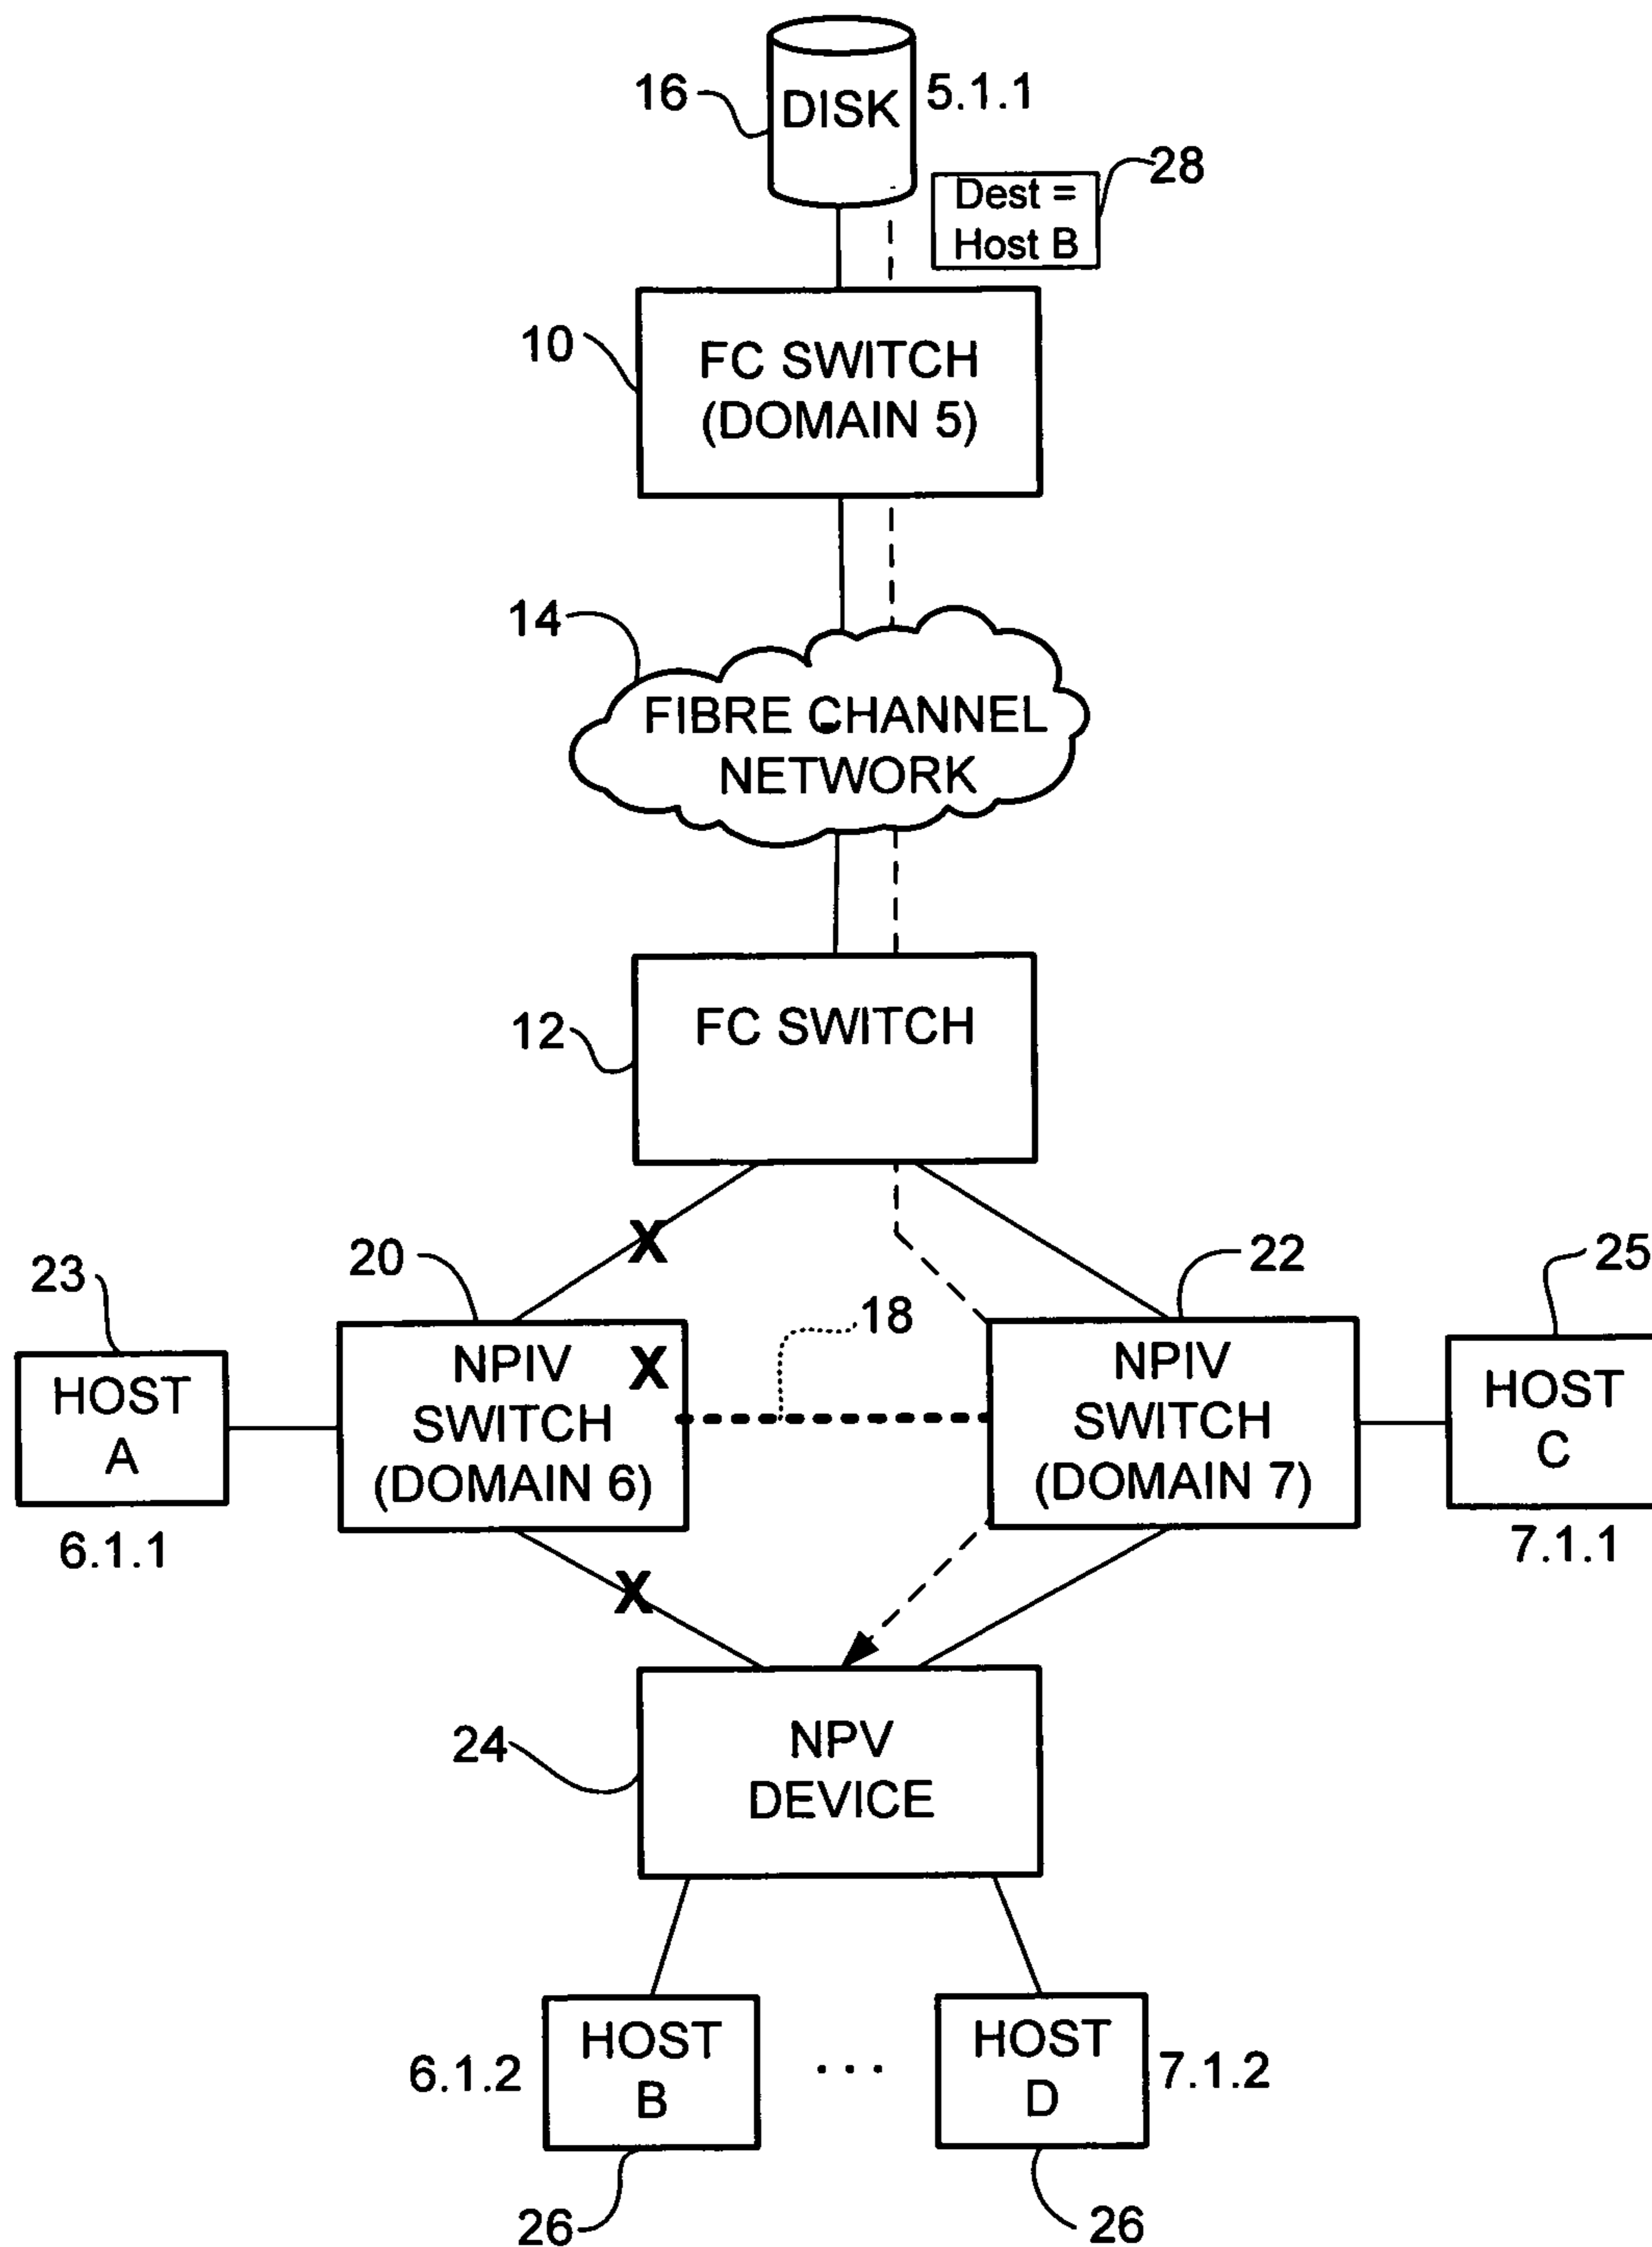 16
DISK
5.1.1
28
Dest =
Host B
10
FC SWITCH
(DOMAIN 5)
14
FIBRE CHANNEL
NETWORK
12
FC SWITCH
X
23
20
22
25
18
HOST
A
6.1.1
NPIV
SWITCH
(DOMAIN 6)
X
NPIV
SWITCH
(DOMAIN 7)
HOST
C
7.1.1
X
24
NPV
DEVICE
6.1.2
HOST
B
...
HOST
D
7.1.2
26
26